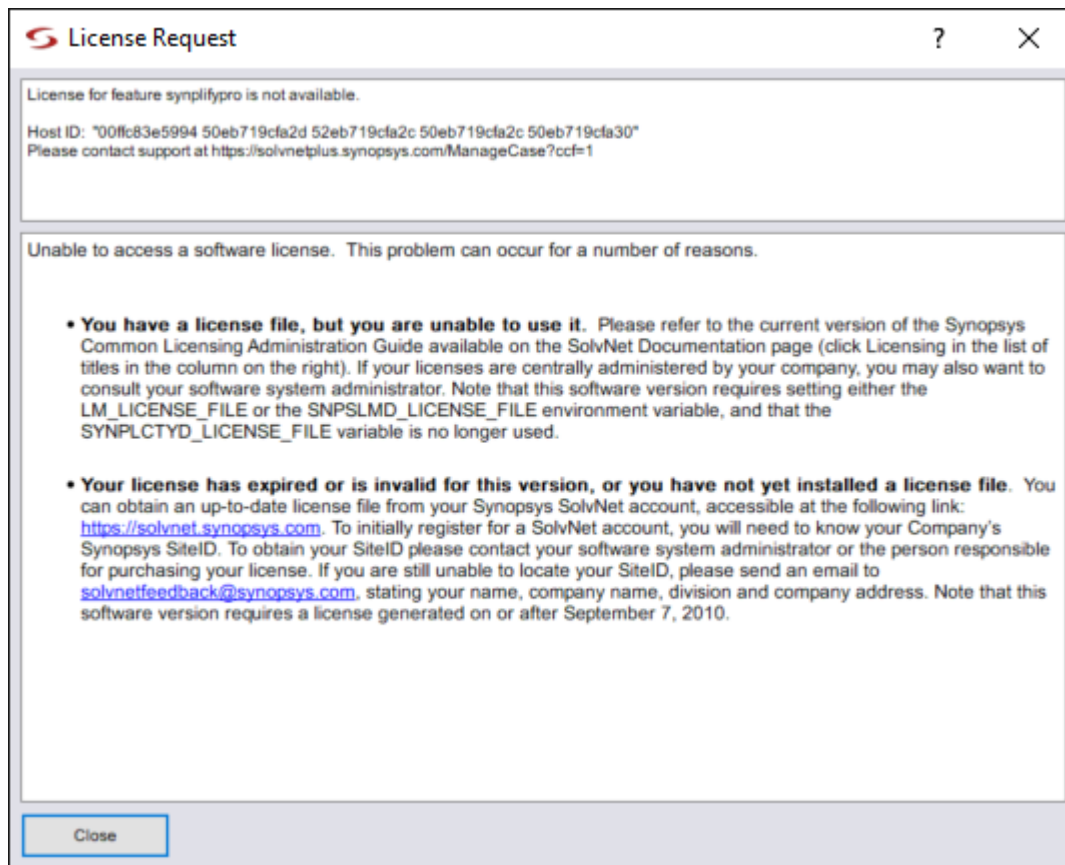 License Request
?
License for feature synplifypro is not available.
Host ID:  "00ffc83e5994 50eb719cfa2d 52eb719cfa2c 50eb719cfa2c 50eb719cfa30"
Please contact support at https://solvnetplus.synopsys.com/ManageCase?ccf=1
Unable to access a software license.  This problem can occur for a number of reasons.
• You have a license file, but you are unable to use it.  Please refer to the current version of the Synopsys
Common Licensing Administration Guide available on the SolvNet Documentation page (click Licensing in the list of
titles in the column on the right). If your licenses are centrally administered by your company, you may also want to
consult your software system administrator. Note that this software version requires setting either the
LM_LICENSE_FILE or the SNPSLMD_LICENSE_FILE environment variable, and that the
SYNPLCTYD_LICENSE_FILE variable is no longer used.
• Your license has expired or is invalid for this version, or you have not yet installed a license file.  You
can obtain an up-to-date license file from your Synopsys SolvNet account, accessible at the following link:
https://solvnet.synopsys.com. To initially register for a SolvNet account, you will need to know your Company's
Synopsys SiteID. To obtain your SiteID please contact your software system administrator or the person responsible
for purchasing your license. If you are still unable to locate your SiteID, please send an email to
solvnetfeedback@synopsys.com, stating your name, company name, division and company address. Note that this
software version requires a license generated on or after September 7, 2010.
Close